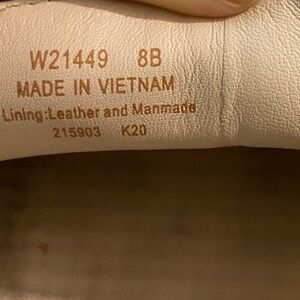 W21449 8B
MADE IN VIETNAM
Lining:Leather and Manmade
215903 K20